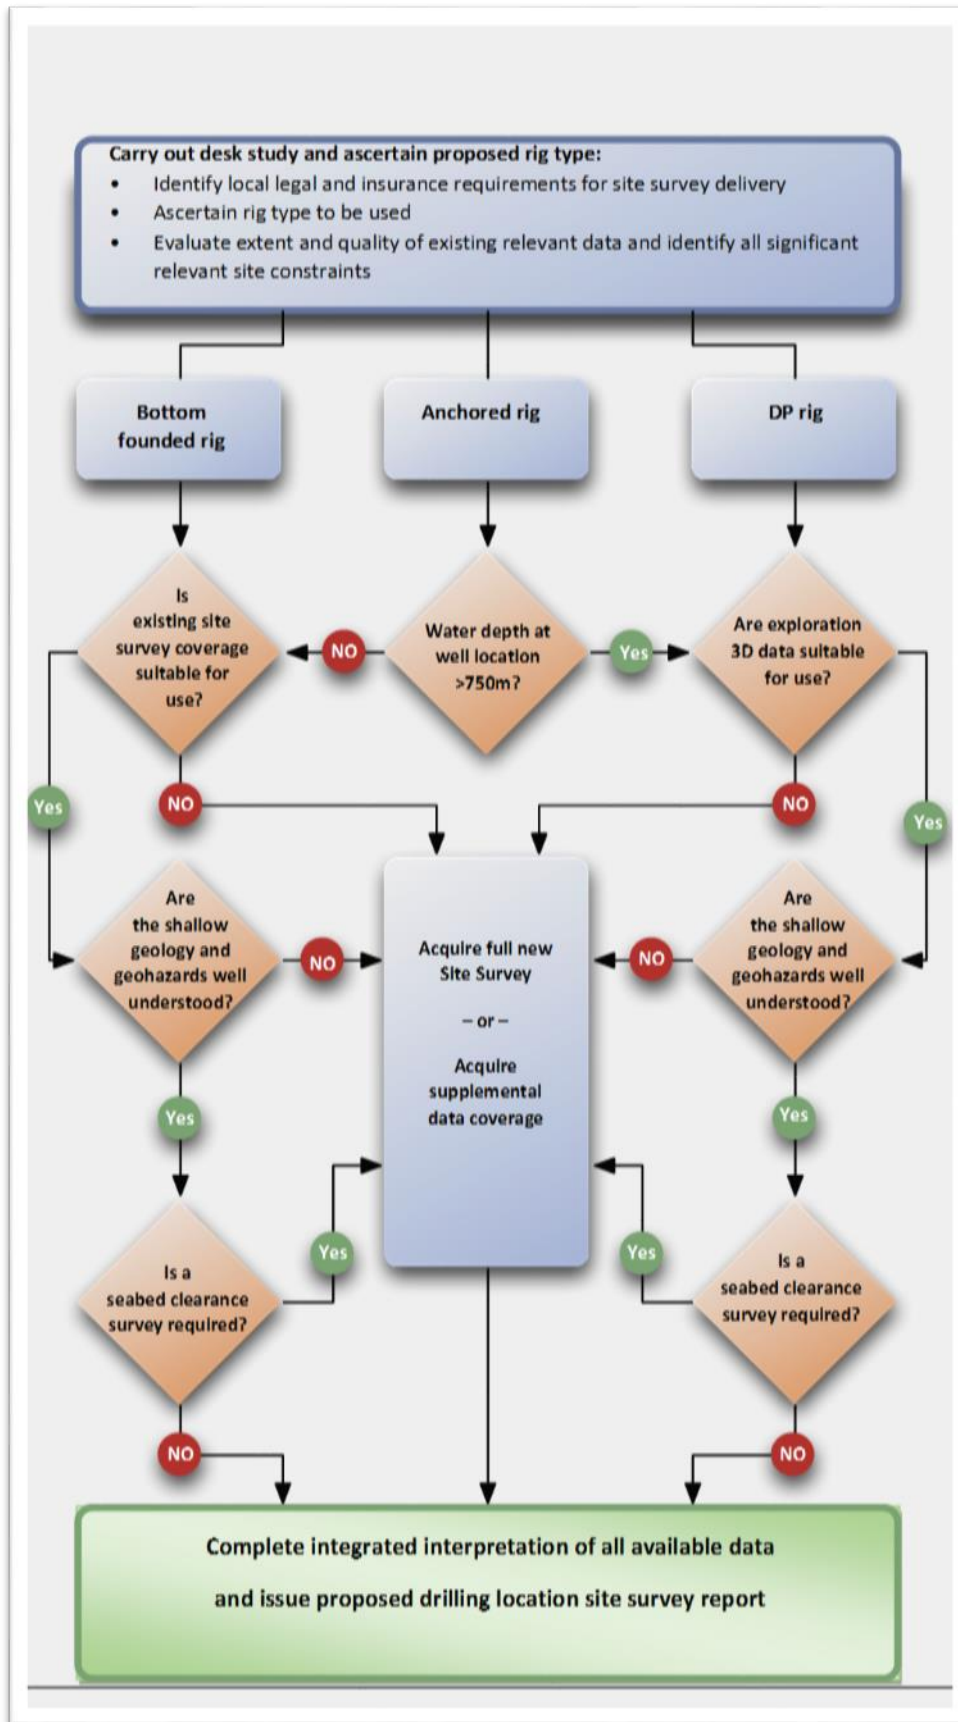 Carry out desk study and ascertain proposed rig type:
• Identify local legal and insurance requirements for site survey delivery
• Ascertain rig type to be used
• Evaluate extent and quality of existing relevant data and identify all significant
relevant site constraints
Bottom
founded rig
Anchored rig
DP rig
Is
existing site
survey coverage
suitable for
use?
NO
Water depth at
well location
>750m?
Yes
Are exploration
3D data suitable
for use?
Yes
NO
NO
Yes
Are
the shallow
geology and
geohazards well
understood?
NO
Acquire full new
Site Survey
– or –
Acquire
supplemental
data coverage
NO
Are
the shallow
geology and
geohazards well
understood?
Yes
Yes
Is a
seabed clearance
survey required?
Yes
Yes
Is a
seabed clearance
survey required?
NO
NO
Complete integrated interpretation of all available data
and issue proposed drilling location site survey report